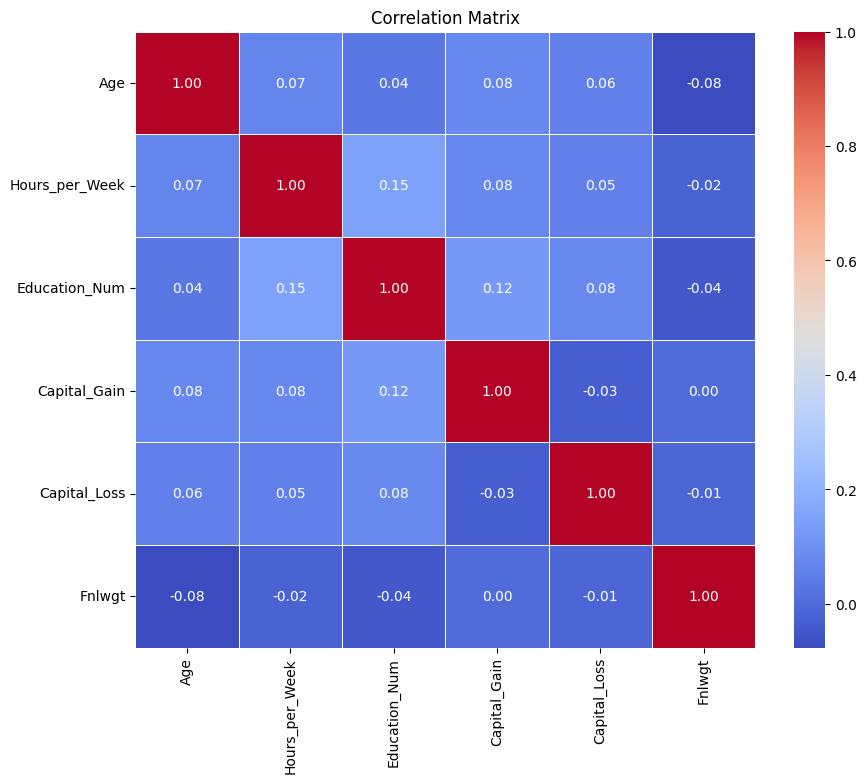 Correlation Matrix
Age 1.00 0.07 0.04 0.08 0.06 -0.08
Hours_per_Week 0.07 1.00 0.15 0.08 0.05 -0.02
Education_Num 0.04 0.15 1.00 0.12 0.08 -0.04
Capital_Gain 0.08 0.08 0.12 1.00 -0.03 0.00
Capital_Loss 0.06 0.05 0.08 -0.03 1.00 -0.01
Fnlwgt -0.08 -0.02 -0.04 0.00 -0.01 1.00
Age
Hours_per_Week
Education_Num
Capital_Gain
Capital_Loss
Fnlwgt
1.0
0.8
0.6
0.4
0.2
0.0